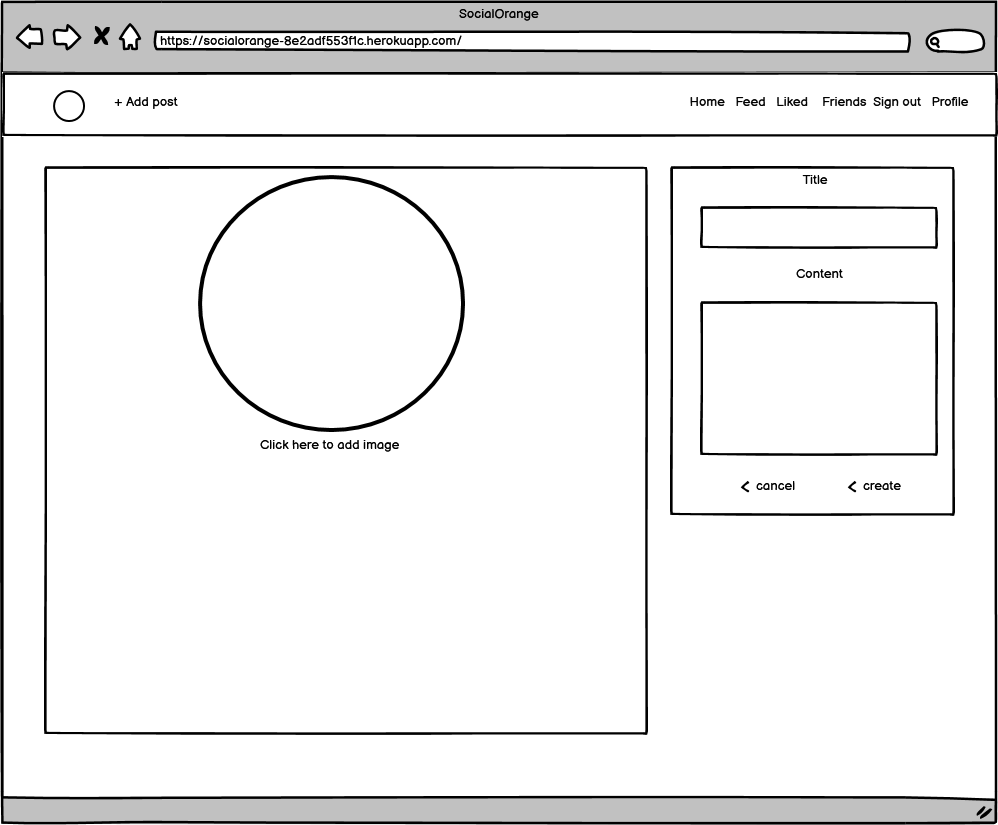 SocialOrange
https://socialorange-8e2adf553f1c.herokuapp.com/
+ Add post
Home Feed Liked Friends Sign out Profile
Title
Content
Click here to add image
cancel create